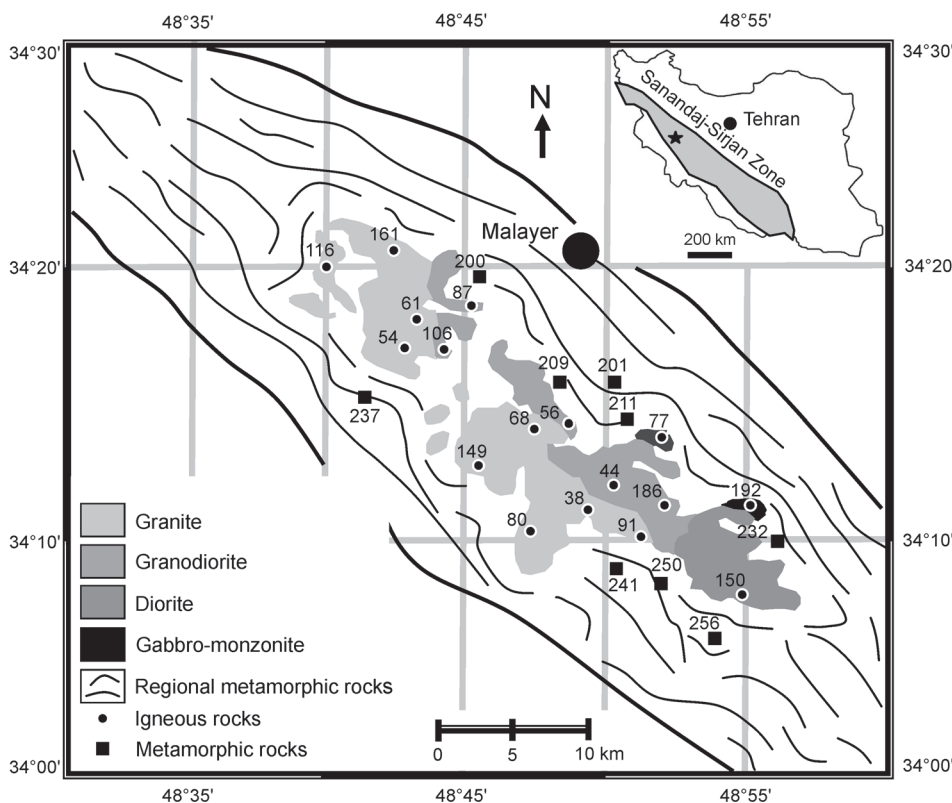 48°35' 48°45' 48°55'
34°30' 34°30'
Sanandaj-Sirjan Zone
Tehran
N
200 km
Malayer
116 161
34°20' 200 34°20'
87
61
54 106
209 201
237 211
68 56 77
149
44
38 186 192
Granite
80 91 232
34°10' 34°10'
Granodiorite
241 250
Diorite
150
256
Gabbro-monzonite
Regional metamorphic rocks
Igneous rocks
Metamorphic rocks
0 5 10 km
34°00' 34°00'
48°35' 48°45' 48°55'